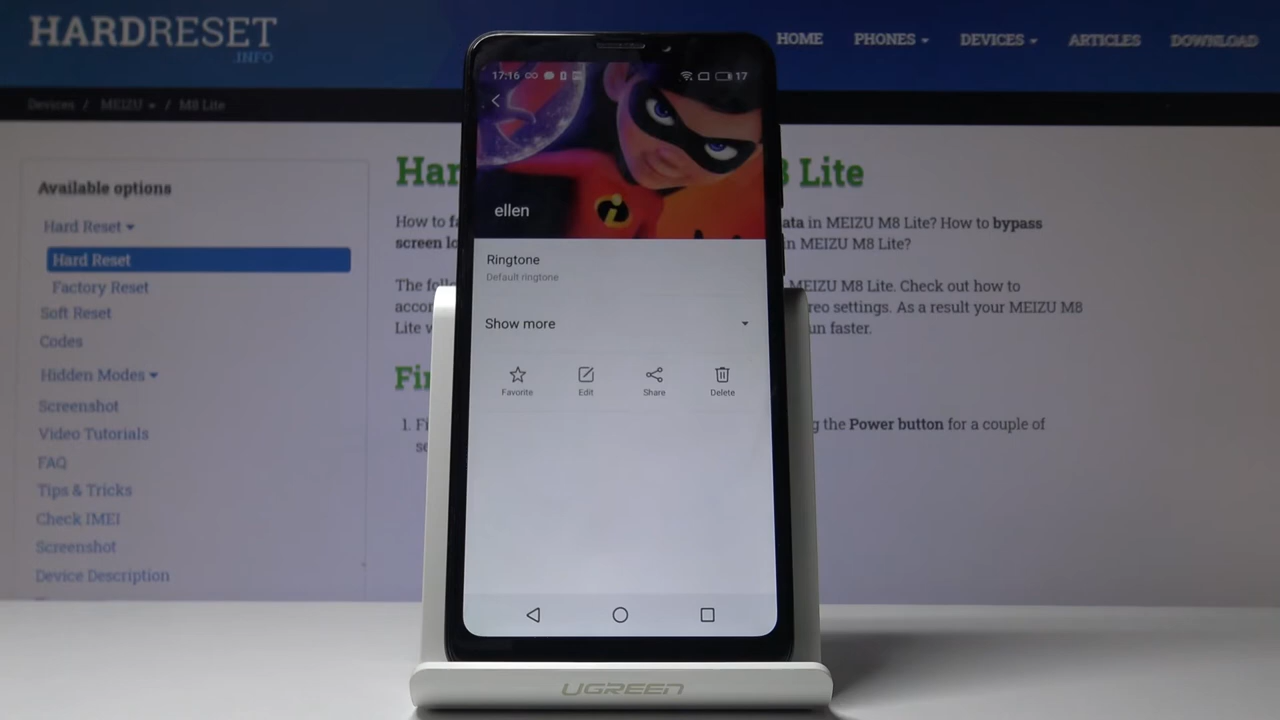 HARDRESET
.INFO
HOME
PHONES
DEVICES
ARTICLES
DOWNLOAD
Devices / MEIZU / M8 Lite
Available options
Hard Reset
Hard Reset
Factory Reset
Soft Reset
Codes
Hidden Modes
Screenshot
Video Tutorials
FAQ
Tips & Tricks
Check IMEI
Screenshot
Device Description
Har 8 Lite
How to fa ata in MEIZU M8 Lite? How to bypass
screen lo in MEIZU M8 Lite?
The foll MEIZU M8 Lite. Check out how to
accor reo settings. As a result your MEIZU M8
Lite w un faster.
Fir
1. Fi g the Power button for a couple of
se
17:16
17
ellen
Ringtone
Default ringtone
Show more
Favorite
Edit
Share
Delete
UGREEN